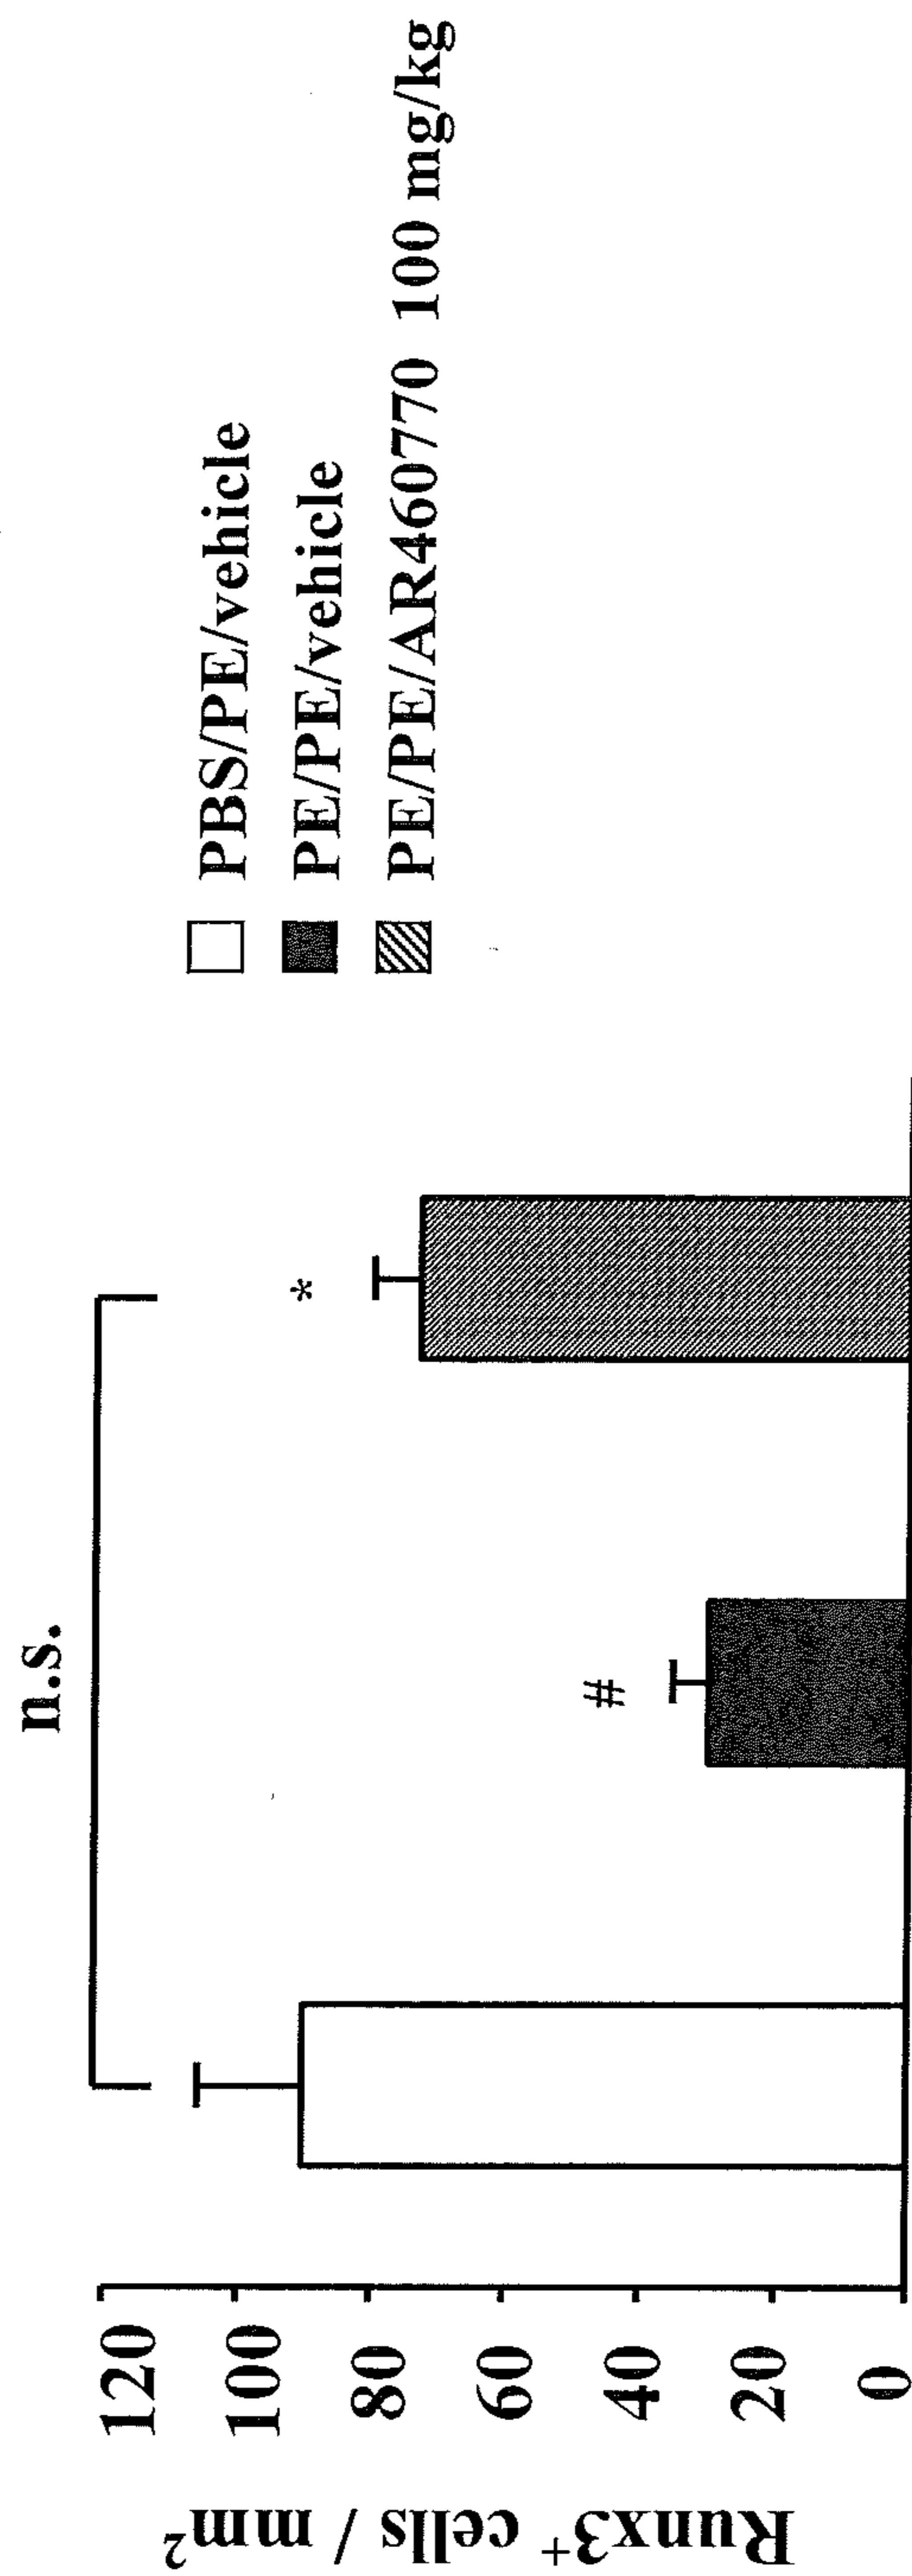 n.s.
120
100
80
60
40
20
0
Runx3⁺ cells / mm²
#
*
PBS/PE/vehicle
PE/PE/vehicle
PE/PE/AR460770 100 mg/kg